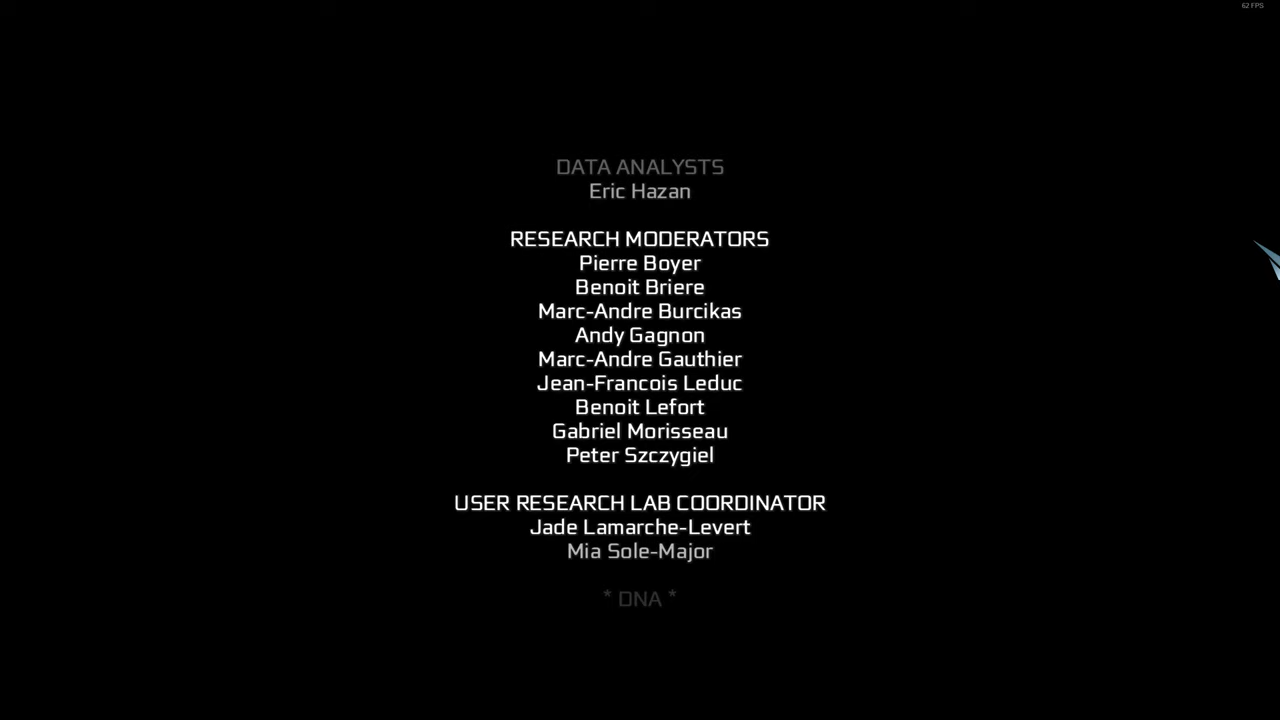 62 FPS
DATA ANALYSTS
Eric Hazan
RESEARCH MODERATORS
Pierre Boyer
Benoit Briere
Marc-Andre Burcikas
Andy Gagnon
Marc-Andre Gauthier
Jean-Francois Leduc
Benoit Lefort
Gabriel Morisseau
Peter Szczygiel
USER RESEARCH LAB COORDINATOR
Jade Lamarche-Levert
Mia Sole-Major
* DNA *